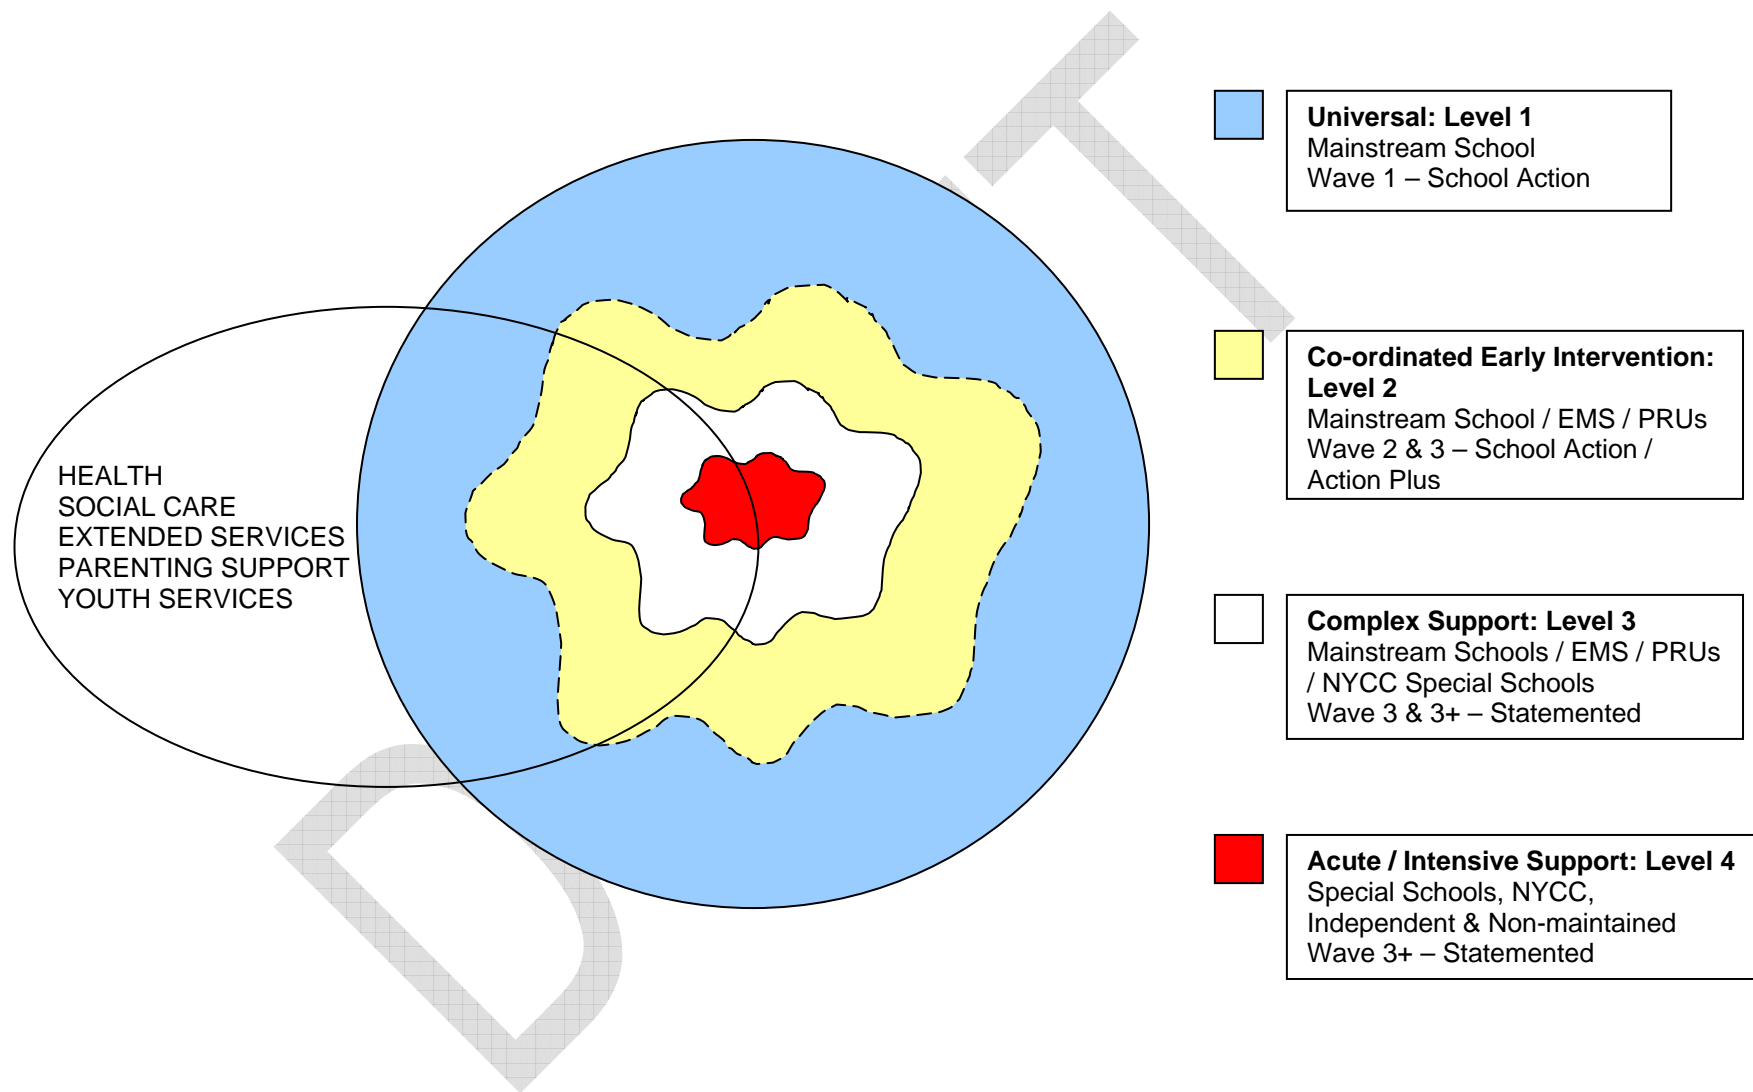 HEALTH
SOCIAL CARE
EXTENDED SERVICES
PARENTING SUPPORT
YOUTH SERVICES
Universal: Level 1
Mainstream School
Wave 1 – School Action
Co-ordinated Early Intervention:
Level 2
Mainstream School / EMS / PRUs
Wave 2 & 3 – School Action /
Action Plus
Complex Support: Level 3
Mainstream Schools / EMS / PRUs
/ NYCC Special Schools
Wave 3 & 3+ – Statemented
Acute / Intensive Support: Level 4
Special Schools, NYCC,
Independent & Non-maintained
Wave 3+ – Statemented